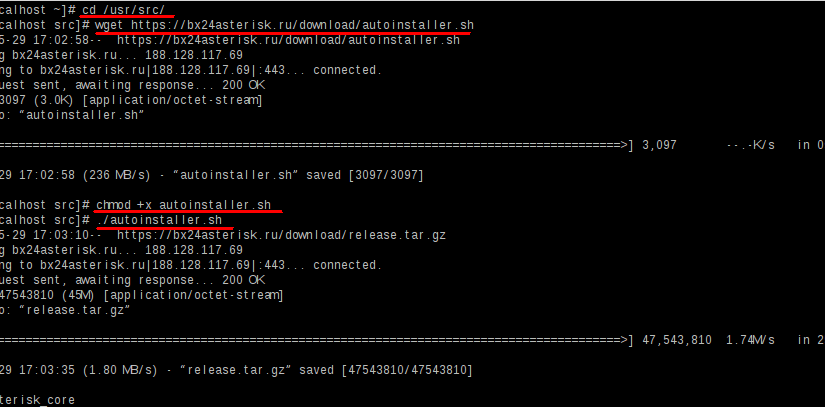 calhost ~]# cd /usr/src/
calhost src]# wget https://bx24asterisk.ru/download/autoinstaller.sh
5-29 17:02:58-- https://bx24asterisk.ru/download/autoinstaller.sh
g bx24asterisk.ru... 188.128.117.69
ng to bx24asterisk.ru|188.128.117.69|:443... connected.
uest sent, awaiting response... 200 OK
3097 (3.0K) [application/octet-stream]
o: “autoinstaller.sh”
=====================================================================================>] 3,097 --.-K/s in 0
29 17:02:58 (236 MB/s) - “autoinstaller.sh” saved [3097/3097]
calhost src]# chmod +x autoinstaller.sh
calhost src]# ./autoinstaller.sh
5-29 17:03:10-- https://bx24asterisk.ru/download/release.tar.gz
g bx24asterisk.ru... 188.128.117.69
ng to bx24asterisk.ru|188.128.117.69|:443... connected.
uest sent, awaiting response... 200 OK
47543810 (45M) [application/octet-stream]
o: “release.tar.gz”
=====================================================================================>] 47,543,810 1.74M/s in 2
29 17:03:35 (1.80 MB/s) - “release.tar.gz” saved [47543810/47543810]
terisk_core